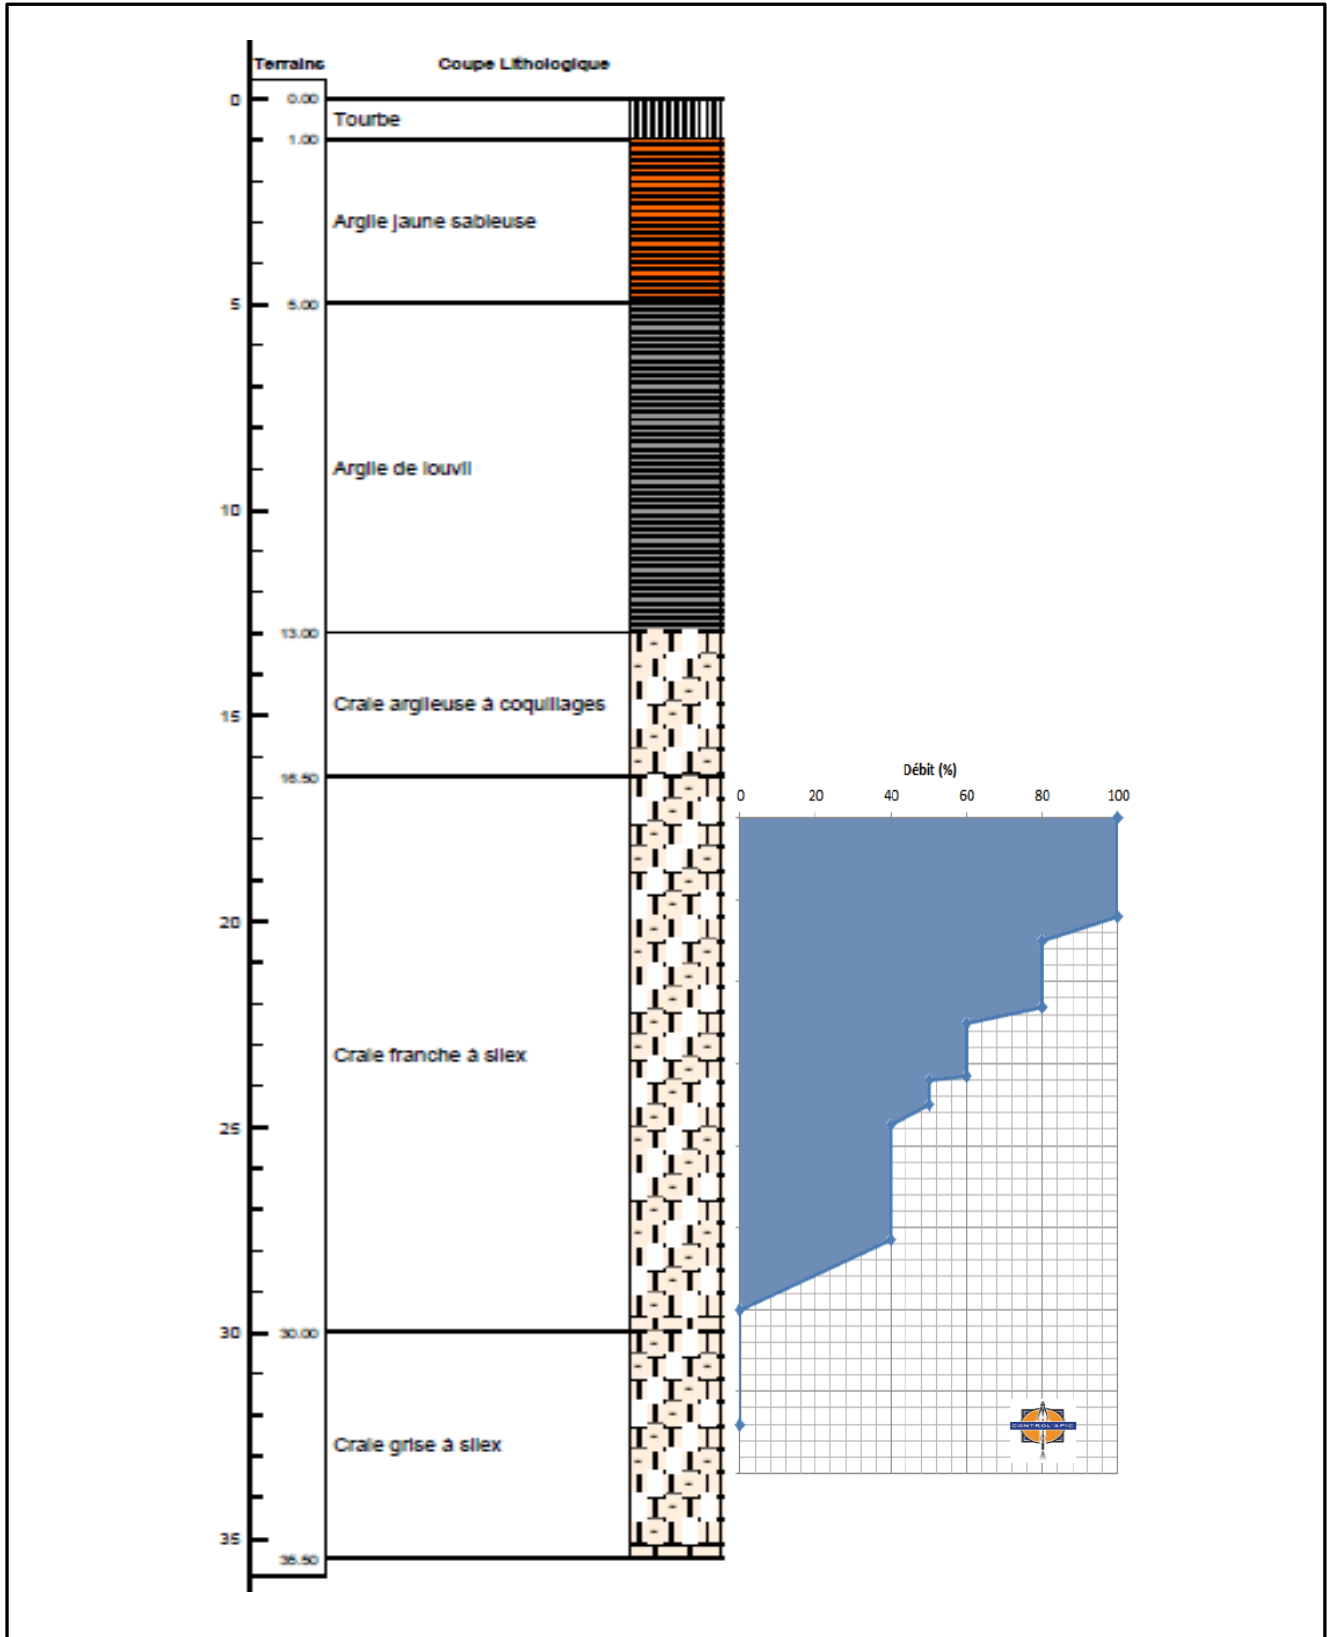 Terrains Coupe Lithologique
0 0.00
Tourbe
1.00
Argile jaune sableuse
5 5.00
Argile de louvil
10
13.00
Craie argileuse à coquillages
15
16.50
Débit (%)
0 20 40 60 80 100
20
Craie franche à silex
25
30 30.00
CONTROL'APIC
Craie grise à silex
35
35.50